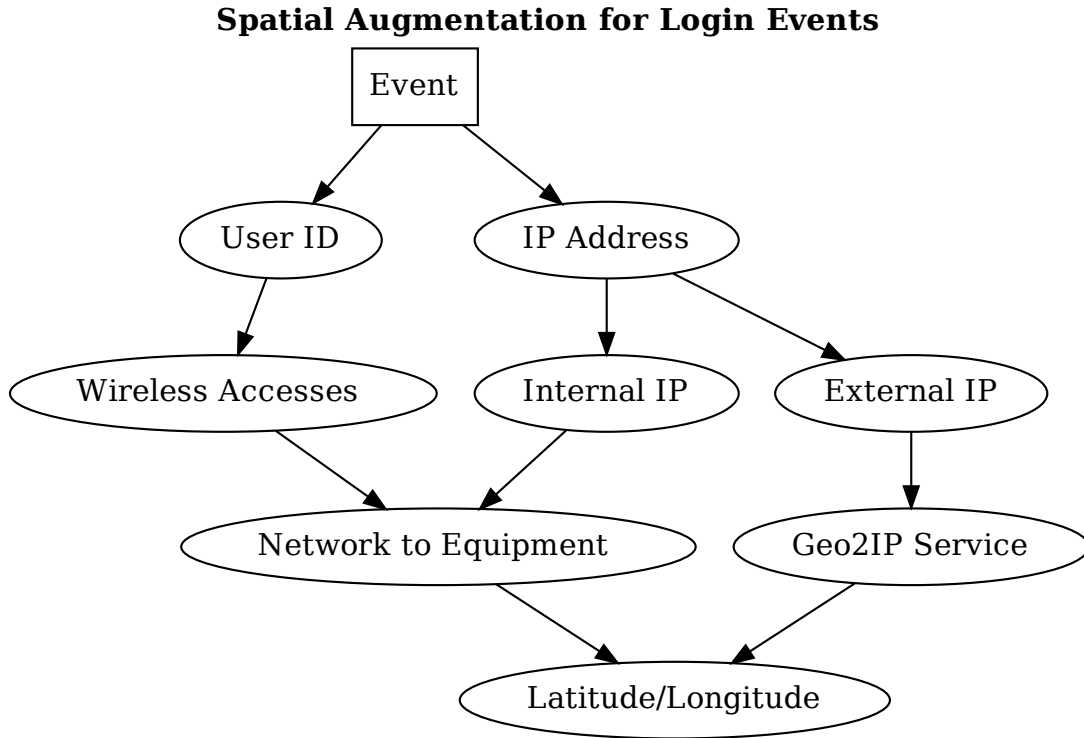 Spatial Augmentation for Login Events
Event
User ID
IP Address
Wireless Accesses
Internal IP
External IP
Network to Equipment
Geo2IP Service
Latitude/Longitude